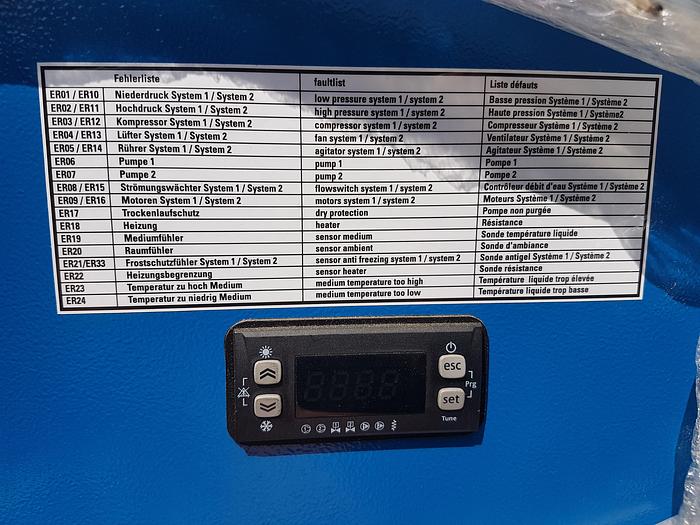 Fehlerliste faultlist Liste défauts
ER01 / ER10 Niederdruck System 1 / System 2 low pressure system 1 / system 2 Basse pression Système 1 / Système 2
ER02 / ER11 Hochdruck System 1 / System 2 high pressure system 1 / system 2 Haute pression Système 1 / Système2
ER03 / ER12 Kompressor System 1 / System 2 compressor system 1 / system 2 Compresseur Système 1 / Système 2
ER04 / ER13 Lüfter System 1 / System 2 fan system 1 / system 2 Ventilateur Système 1 / Système 2
ER05 / ER14 Rührer System 1 / System 2 agitator system 1 / system 2 Agitateur Système 1 / Système 2
ER06 Pumpe 1 pump 1 Pompe 1
ER07 Pumpe 2 pump 2 Pompe 2
ER08 / ER15 Strömungswächter System 1 / System 2 flowswitch system 1 / system 2 Contrôleur débit d'eau Système 1 / Système 2
ER09 / ER16 Motoren System 1 / System 2 motors system 1 / system 2 Moteurs Système 1 / Système 2
ER17 Trockenlaufschutz dry protection Pompe non purgée
ER18 Heizung heater Résistance
ER19 Mediumfühler sensor medium Sonde température liquide
ER20 Raumfühler sensor ambient Sonde d'ambiance
ER21/ER33 Frostschutzfühler System 1 / System 2 sensor anti freezing system 1 / system 2 Sonde antigel Système 1 / Système 2
ER22 Heizungsbegrenzung sensor heater Sonde résistance
ER23 Temperatur zu hoch Medium medium temperature too high Température liquide trop élevée
ER24 Temperatur zu niedrig Medium medium temperature too low Température liquide trop basse
esc
Prg
set
Tune